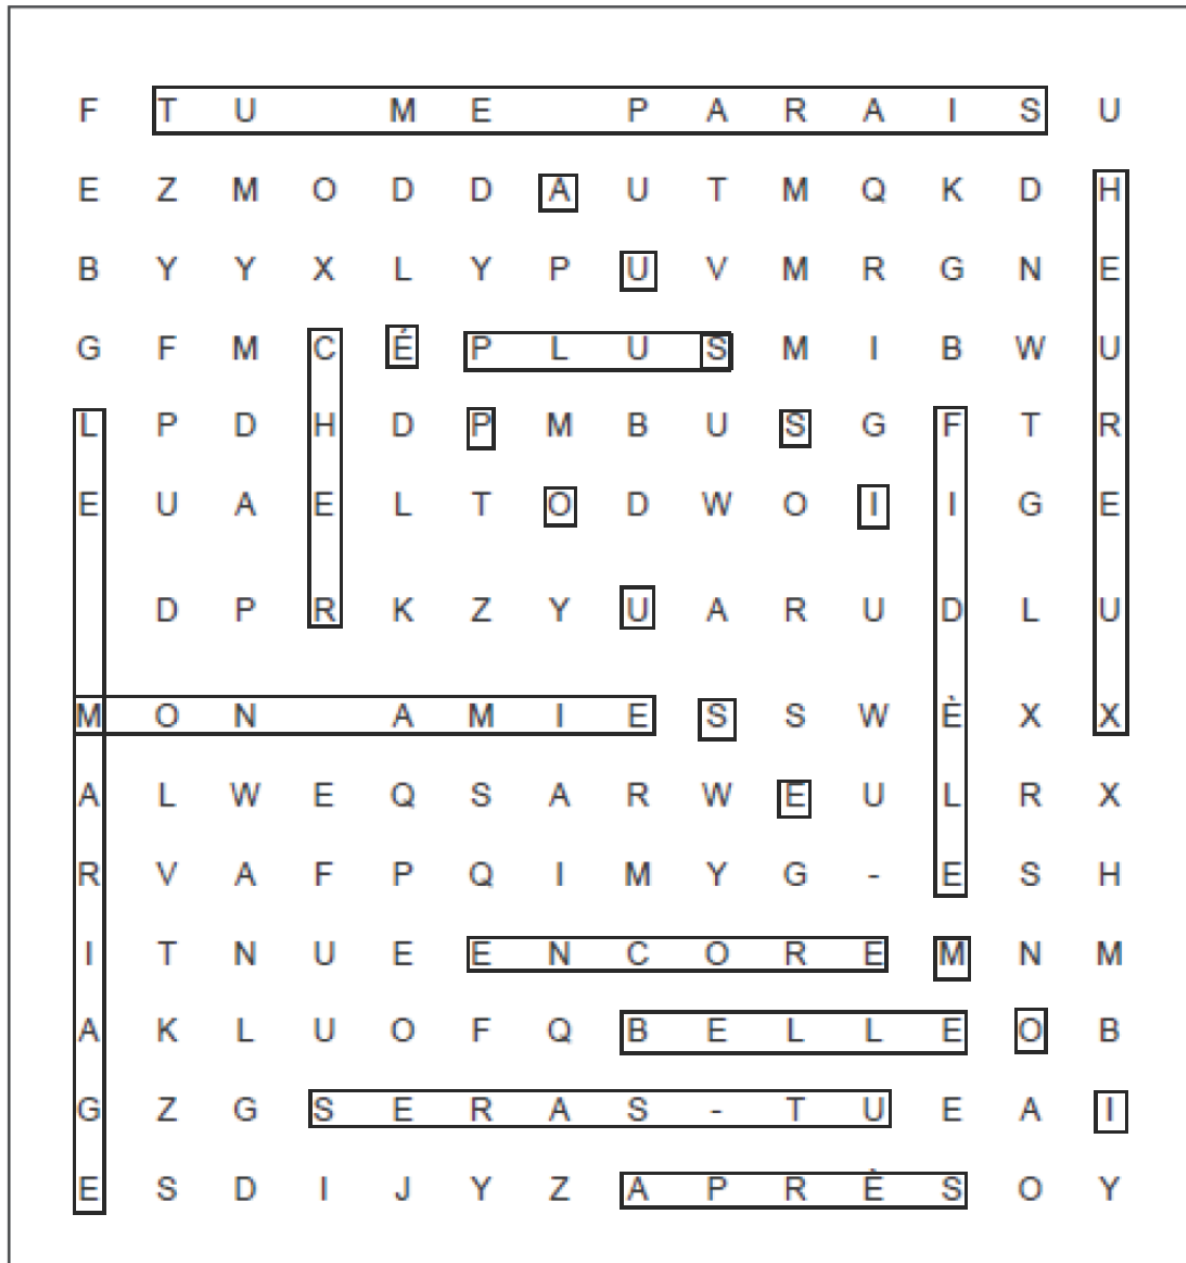 F T U M E P A R A I S U
E Z M O D D A U T M Q K D H
B Y Y X L Y P U V M R G N E
G F M C É P L U S M I B W U
L P D H D P M B U S G F T R
E U A E L T O D W O I I G E
D P R K Z Y U A R U D L U
M O N A M I E S S W È X X
A L W E Q S A R W E U L R X
R V A F P Q I M Y G - E S H
I T N U E E N C O R E M N M
A K L U O F Q B E L L E O B
G Z G S E R A S - T U E A I
E S D I J Y Z A P R È S O Y